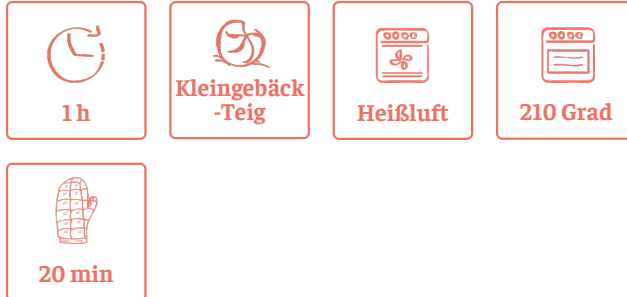 1 h
Kleingebäck
-Teig
Heißluft
210 Grad
20 min